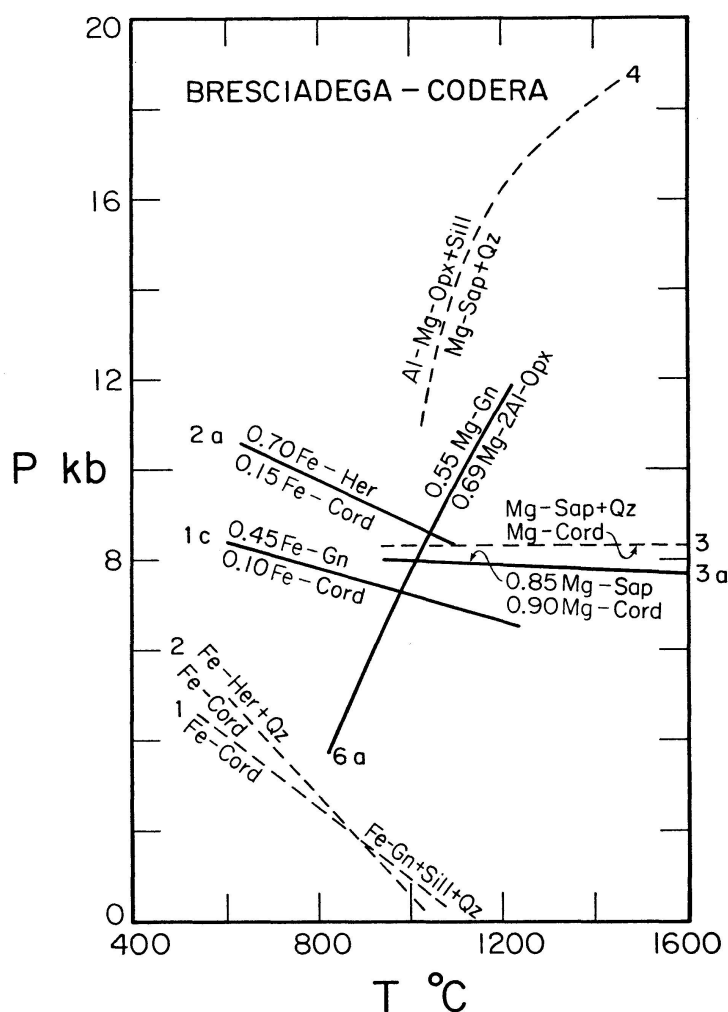 20
BRESCIADEGA – CODERA
4
16
Al-Mg-Opx+Sill
Mg-Sap+Qz
12
0.55 Mg-Gn
0.69 Mg-2Al-Opx
2 a
0.70 Fe-Her
0.15 Fe-Cord
P kb
Mg-Sap+Qz
Mg-Cord
3
1 c
0.45 Fe-Gn
0.10 Fe-Cord
8
3 a
0.85 Mg-Sap
0.90 Mg-Cord
2
Fe-Her+Qz
Fe-Cord
1
Fe-Cord
4
6 a
Fe-Gn+Sill+Qz
0
400
800
1200
1600
T °C